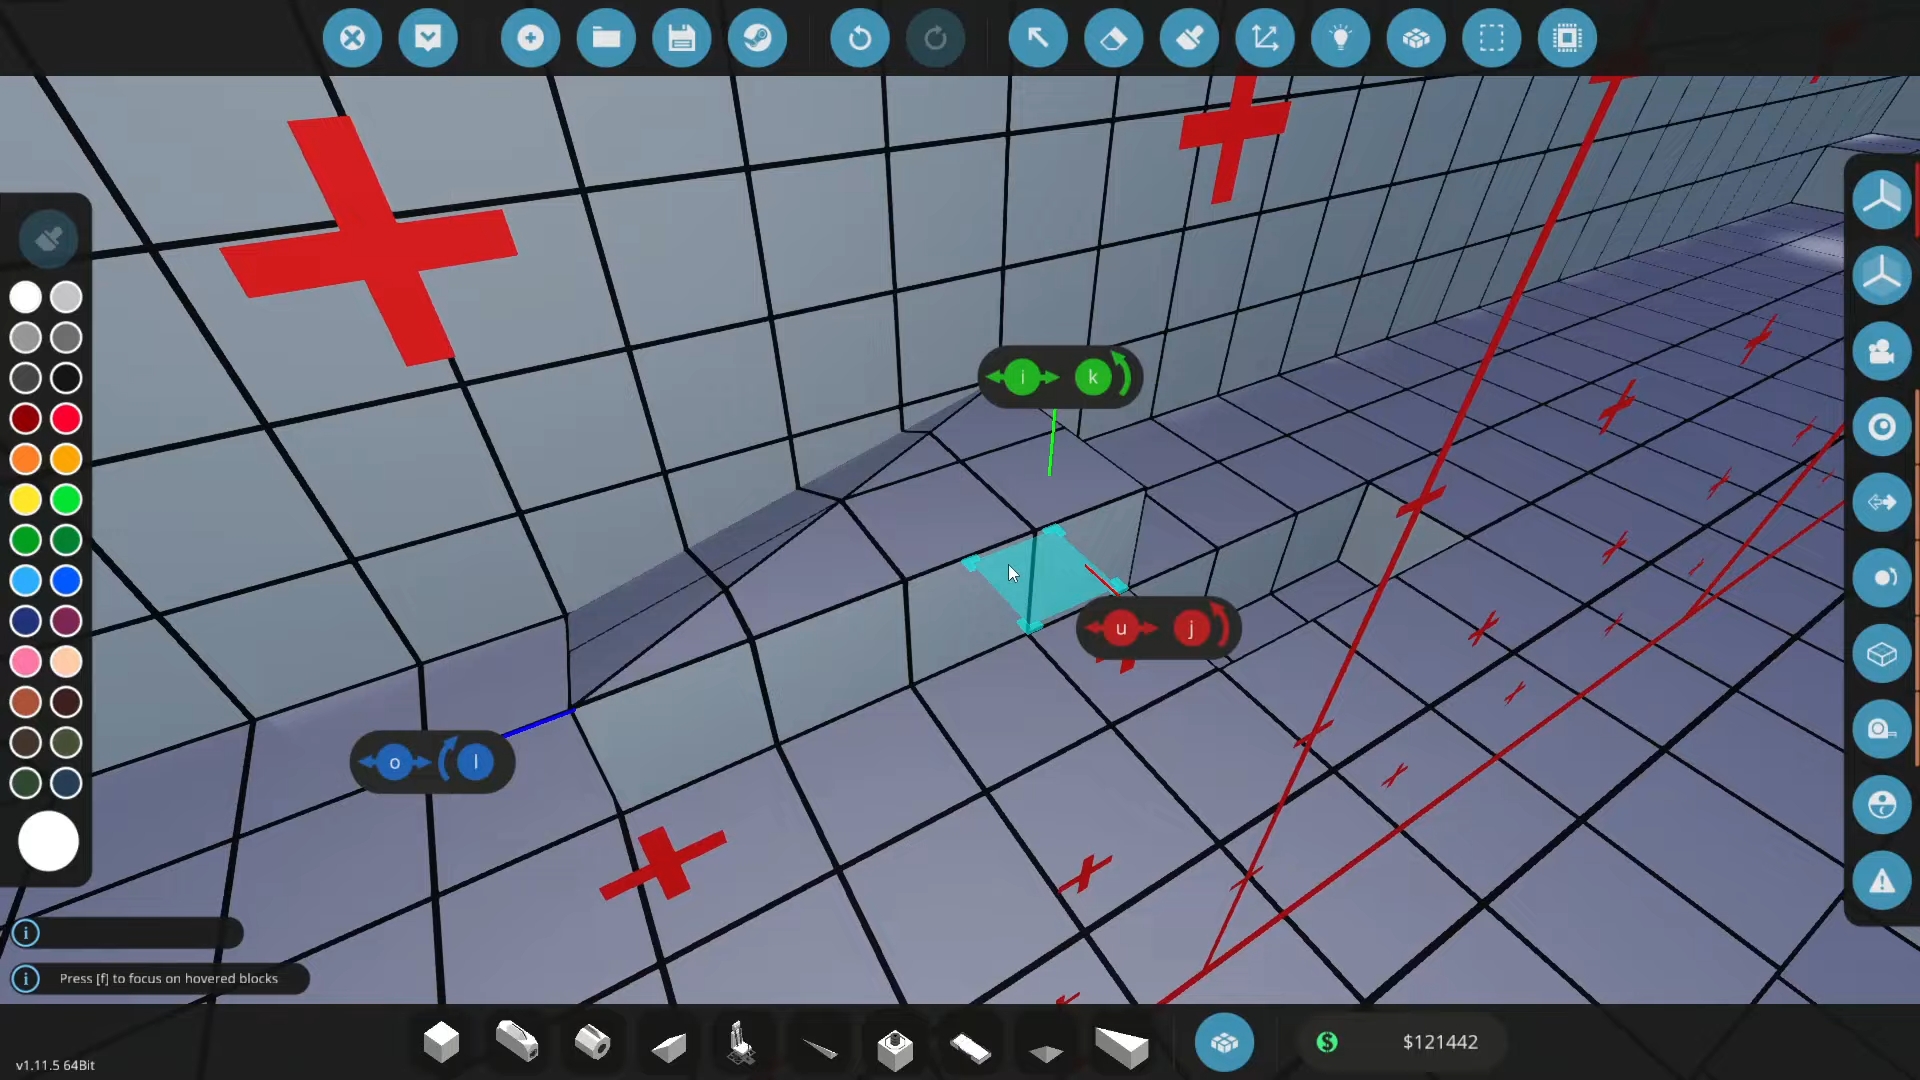 i k
u j
o l
Press [f] to focus on hovered blocks
$ $121442
v1.11.5 64Bit